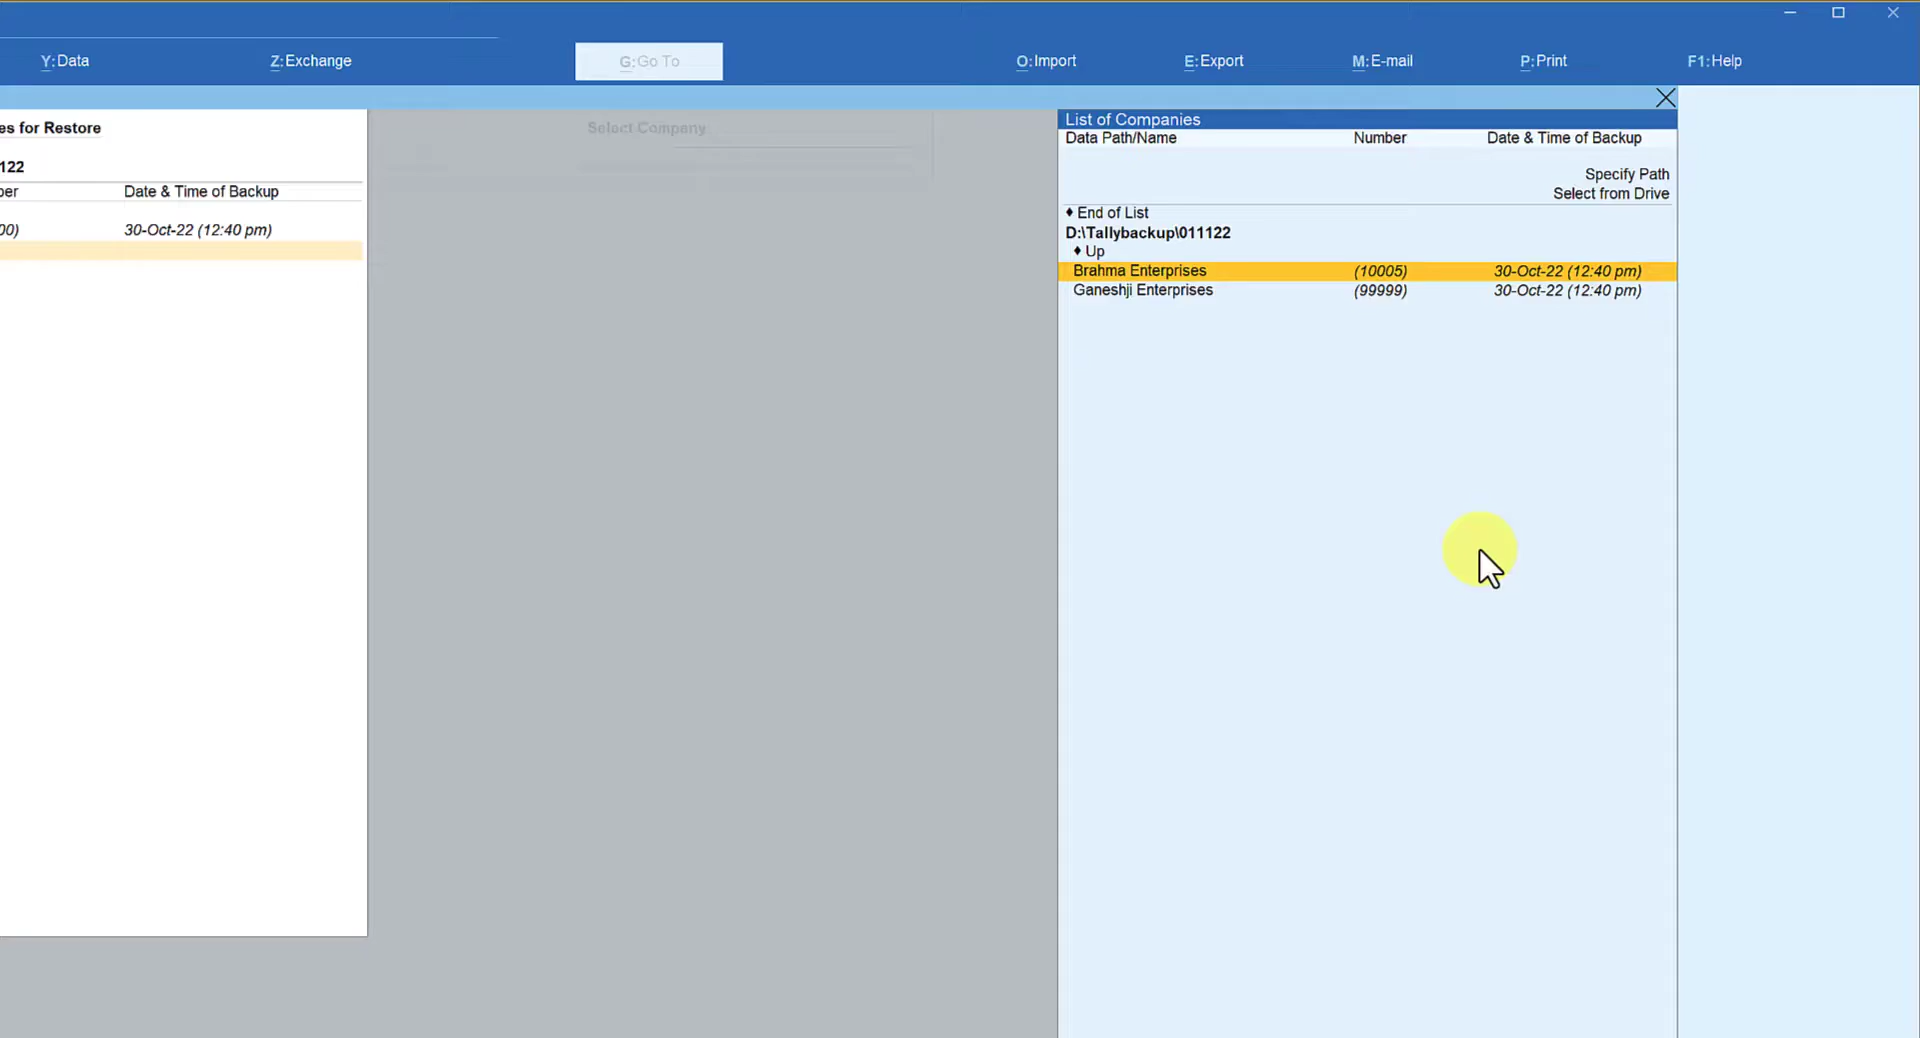 Y:Data Z:Exchange G:Go To O:Import E:Export M:E-mail P:Print F1:Help
es for Restore
122
ber Date & Time of Backup
00) 30-Oct-22 (12:40 pm)
Select Company
List of Companies
Data Path/Name Number Date & Time of Backup
Specify Path
Select from Drive
♦ End of List
D:\Tallybackup\011122
♦ Up
Brahma Enterprises (10005) 30-Oct-22 (12:40 pm)
Ganeshji Enterprises (99999) 30-Oct-22 (12:40 pm)